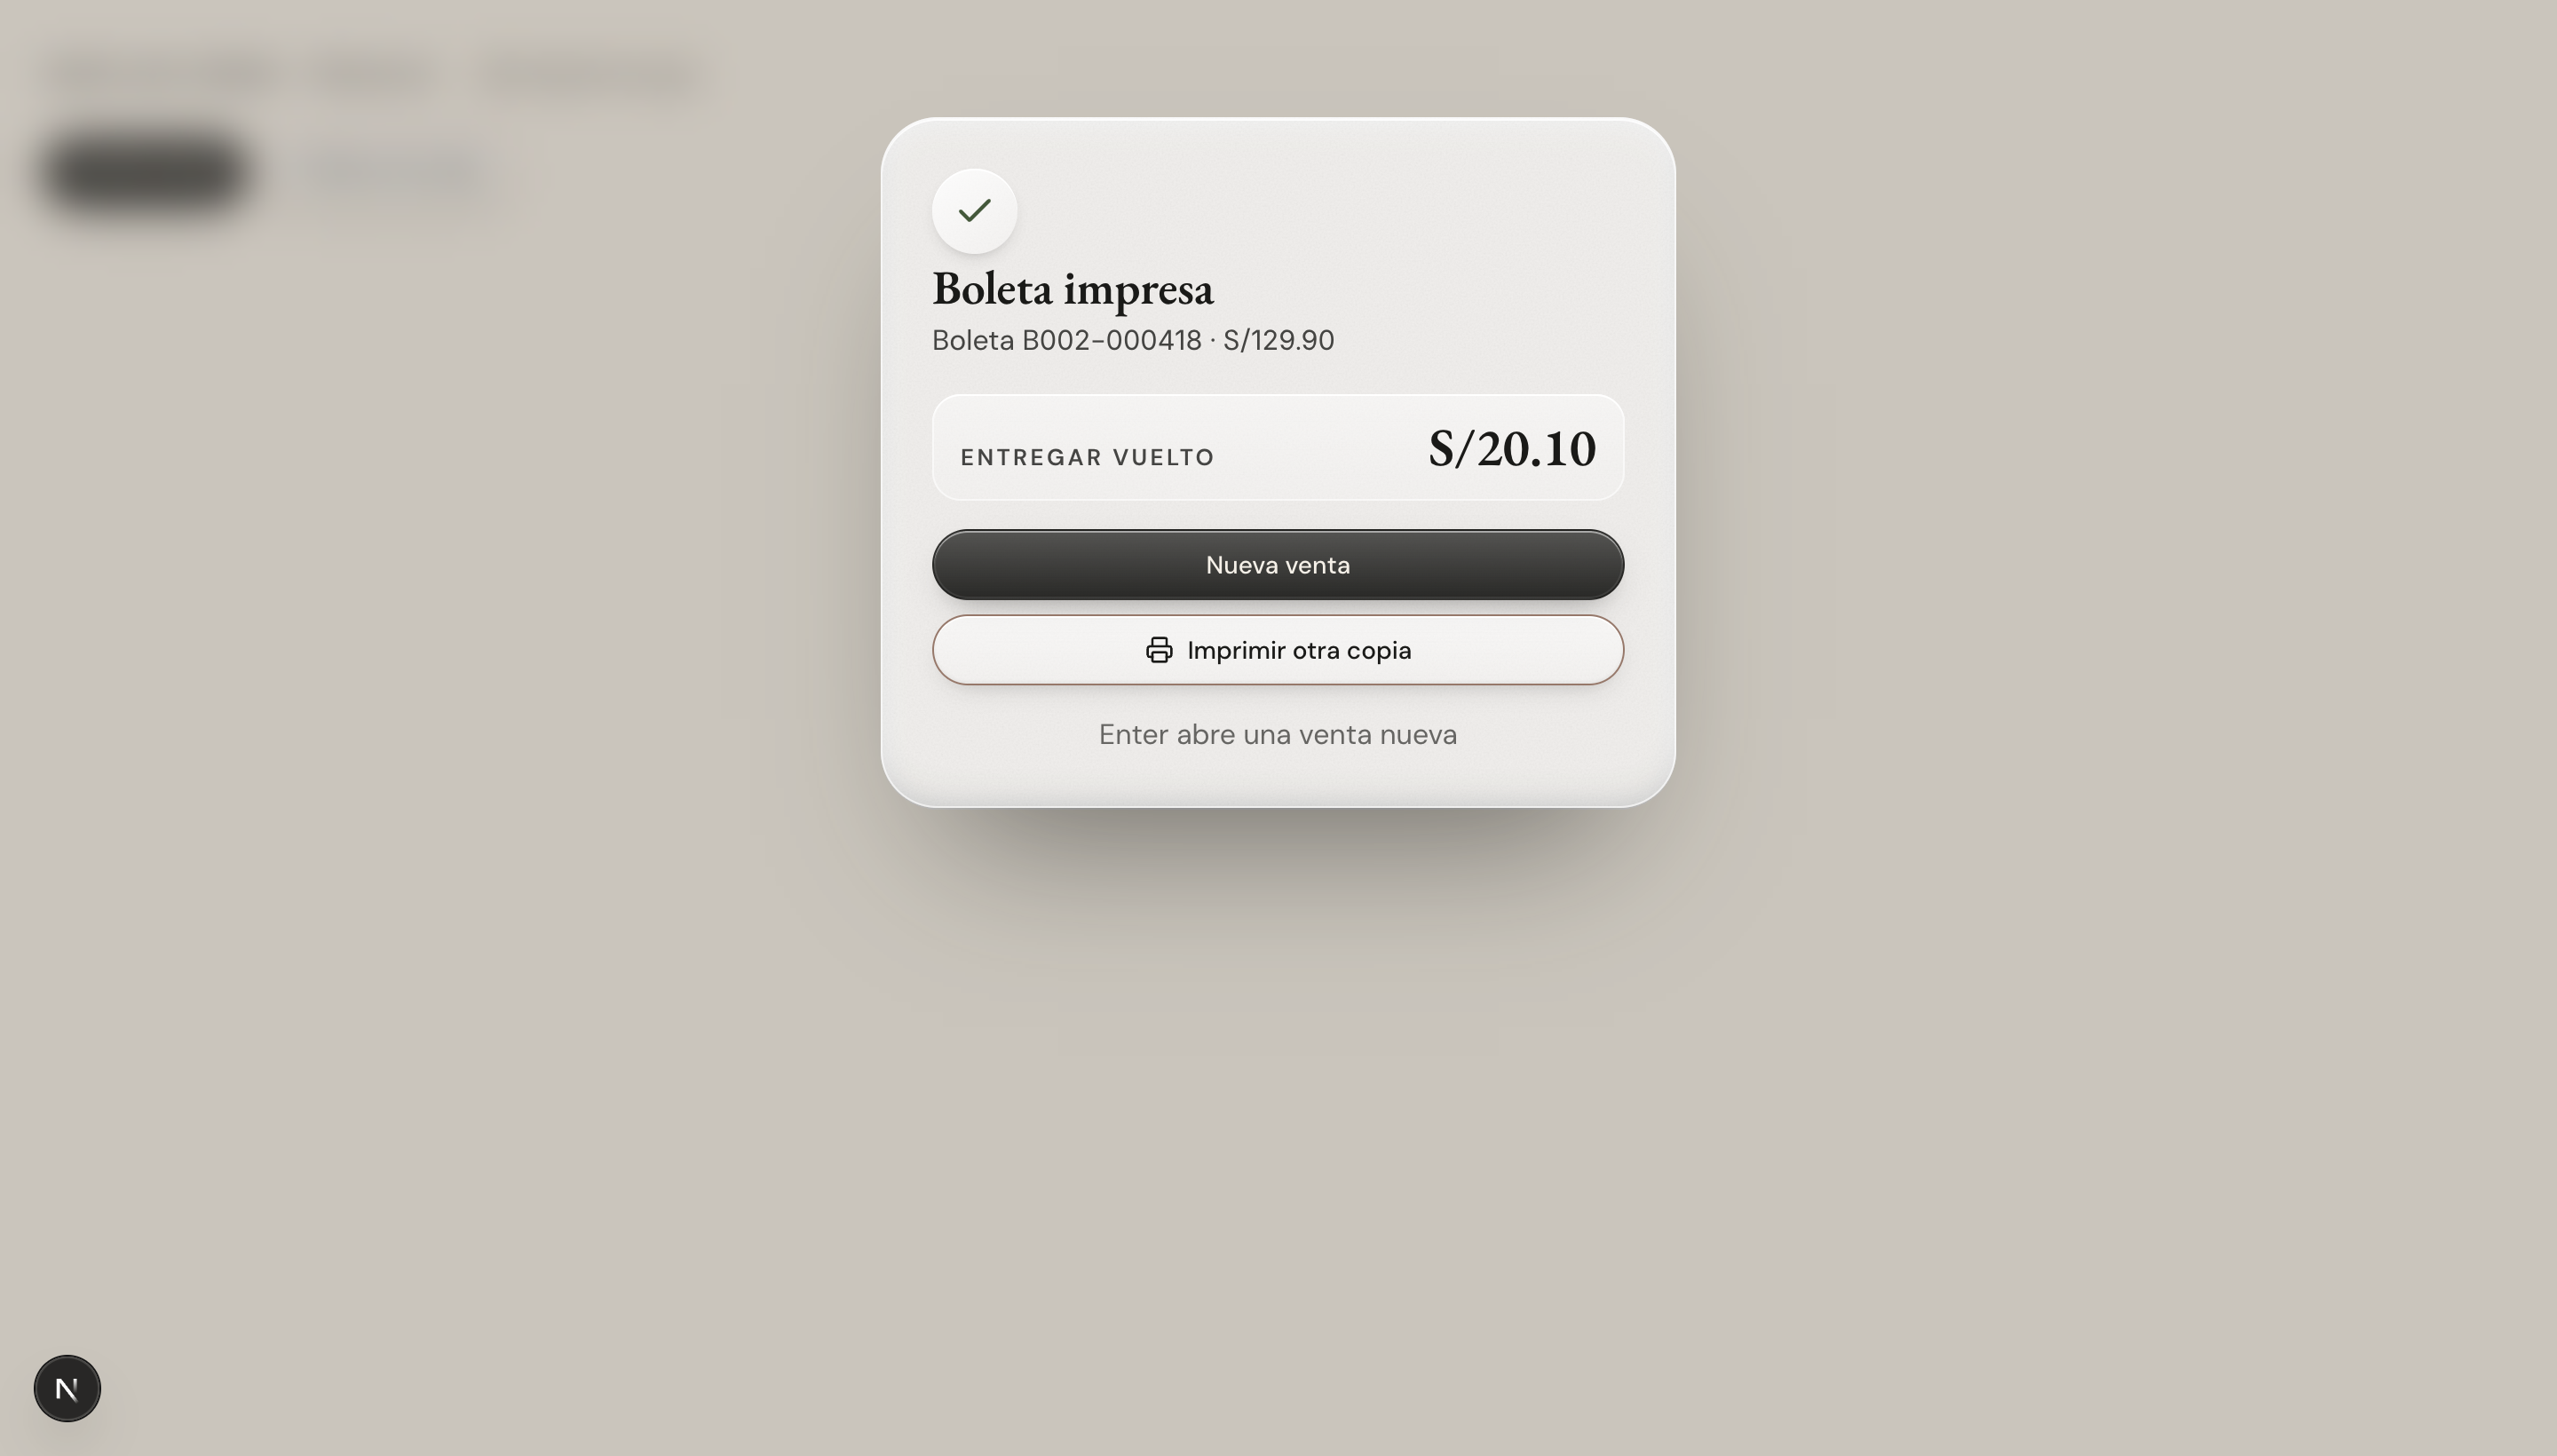 Boleta impresa
Boleta B002-000418 · S/129.90
ENTREGAR VUELTO S/20.10
Nueva venta
Imprimir otra copia
Enter abre una venta nueva
N